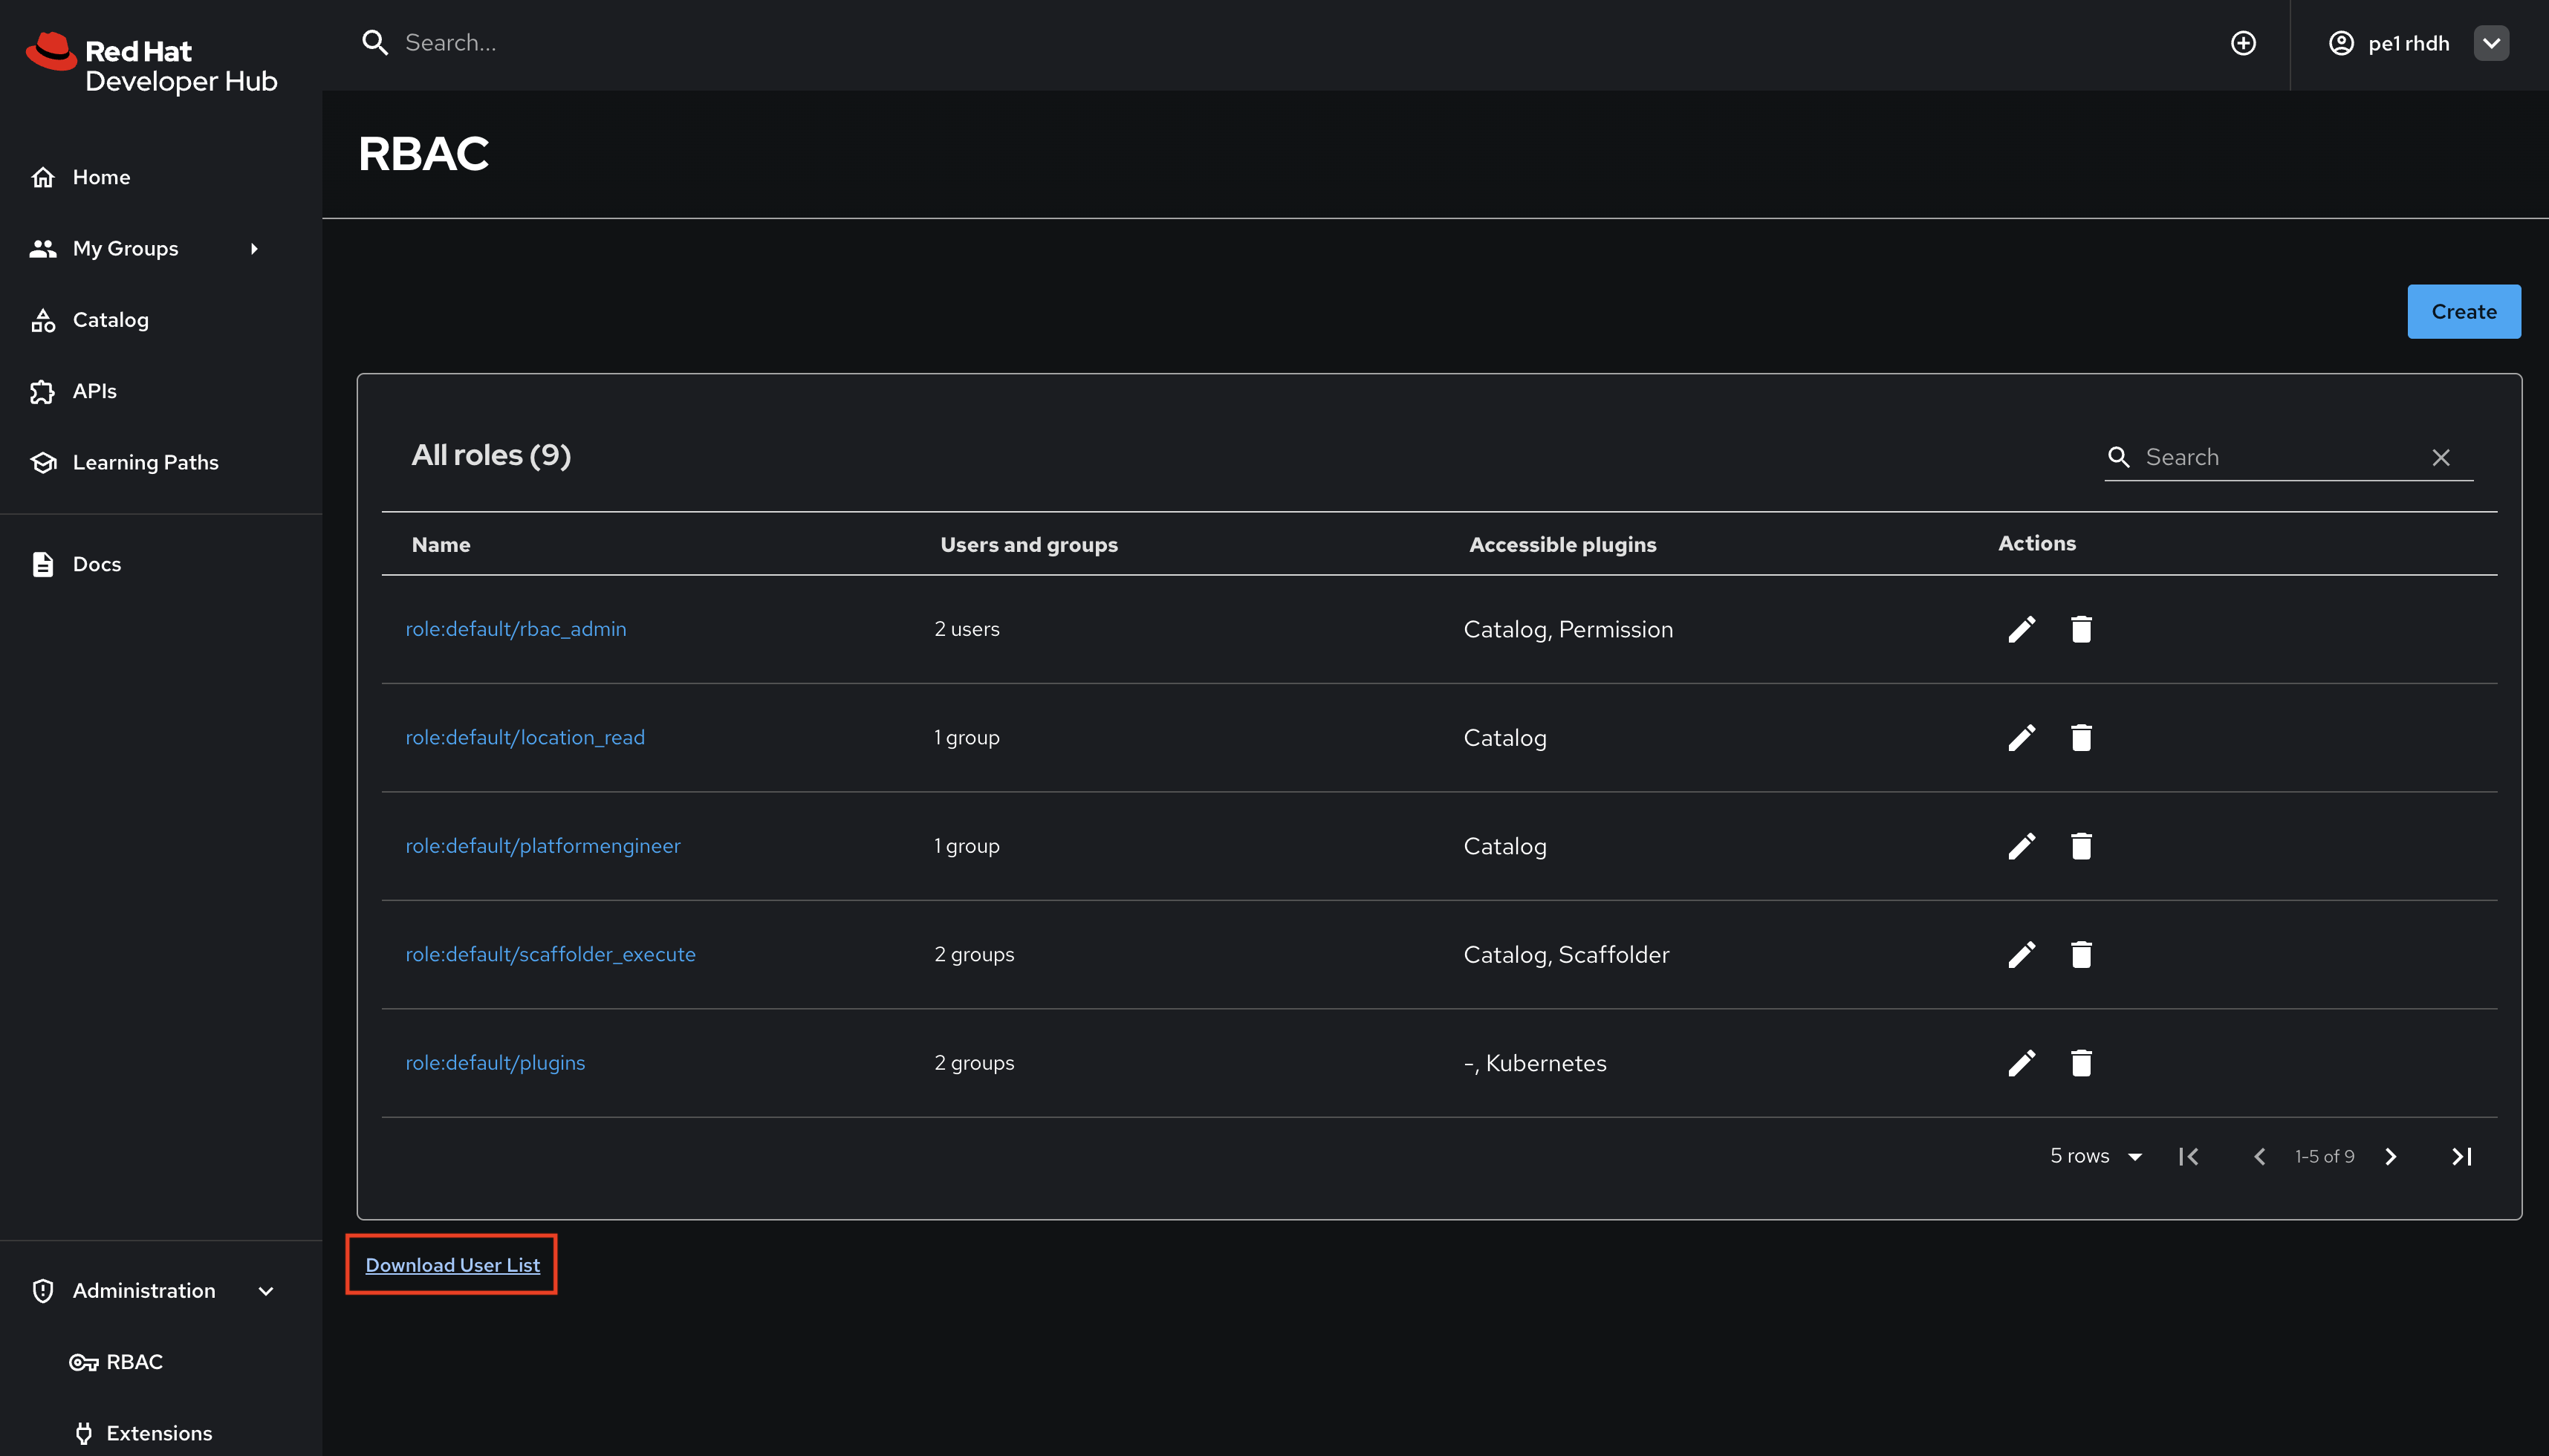 Red Hat
Developer Hub
Search...
pe1 rhdh
Home
My Groups
Catalog
APIs
Learning Paths
Docs
Administration
RBAC
Extensions
RBAC
Create
All roles (9)
Search
Name Users and groups Accessible plugins Actions
role:default/rbac_admin 2 users Catalog, Permission
role:default/location_read 1 group Catalog
role:default/platformengineer 1 group Catalog
role:default/scaffolder_execute 2 groups Catalog, Scaffolder
role:default/plugins 2 groups -, Kubernetes
5 rows 1-5 of 9
Download User List